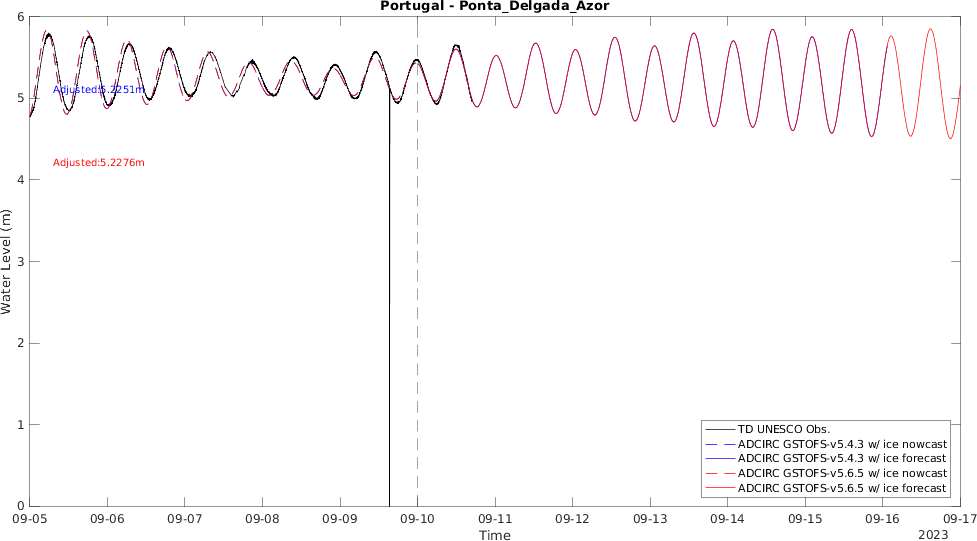 Portugal - Ponta_Delgada_Azor
6
5
4
3
2
1
0
Water Level (m)
Adjusted:5.2251m
Adjusted:5.2276m
TD UNESCO Obs.
ADCIRC GSTOFS-v5.4.3 w/ ice nowcast
ADCIRC GSTOFS-v5.4.3 w/ ice forecast
ADCIRC GSTOFS-v5.6.5 w/ ice nowcast
ADCIRC GSTOFS-v5.6.5 w/ ice forecast
09-05 09-06 09-07 09-08 09-09 09-10 09-11 09-12 09-13 09-14 09-15 09-16 09-17
Time
2023